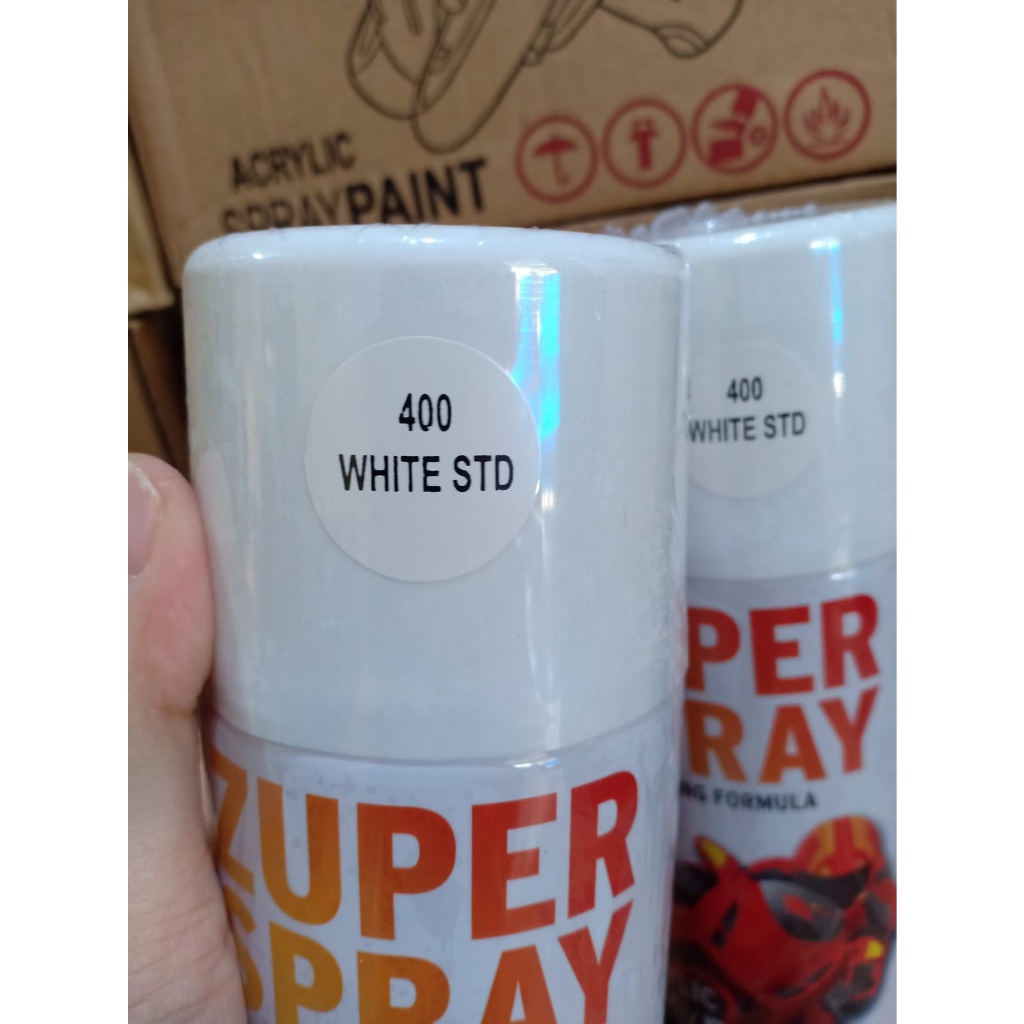 ACRYLIC
SPRAYPAINT
400
WHITE STD
ZUPER
SPRAY
400
WHITE STD
PER
RAY
NG FORMULA